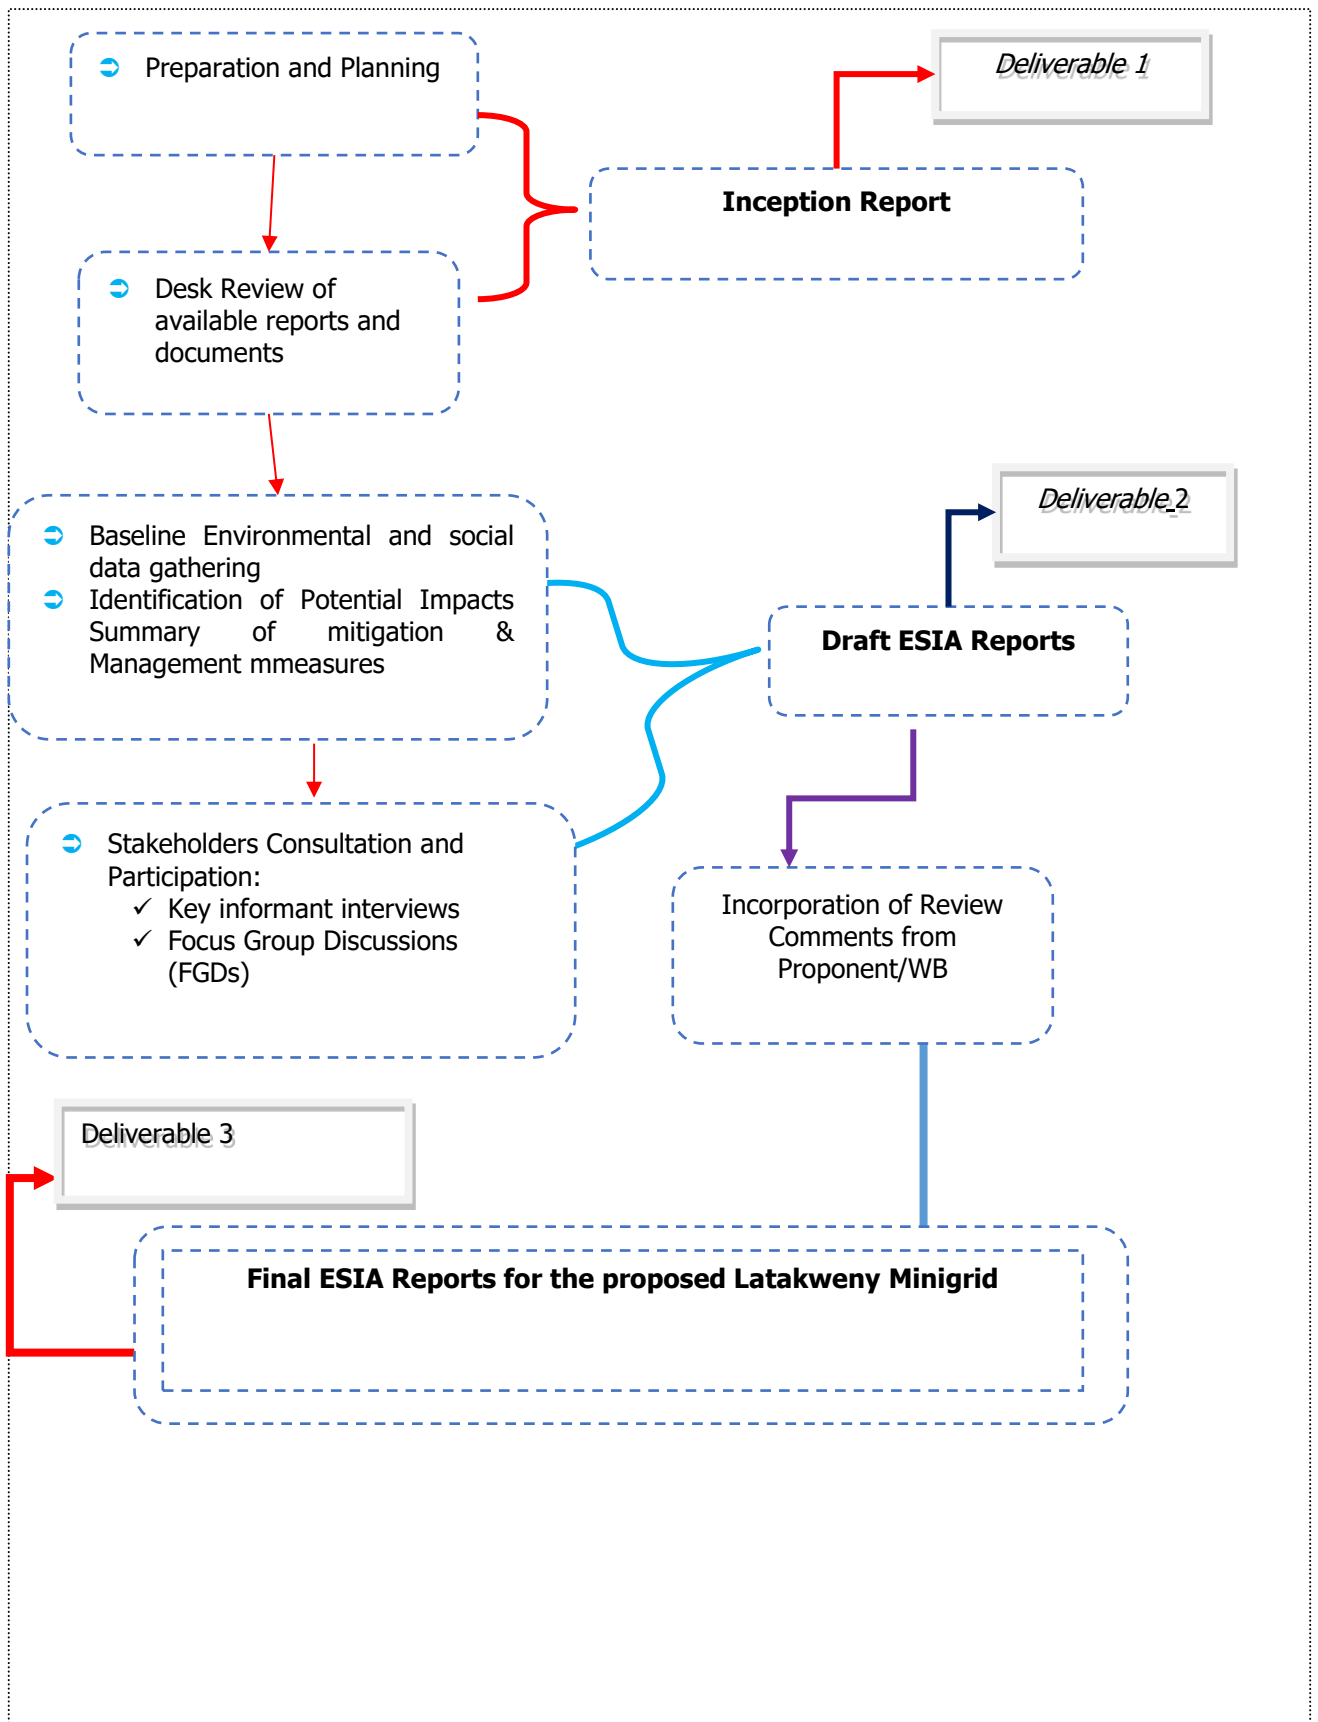 Preparation and Planning
Deliverable 1
Inception Report
Desk Review of
available reports and
documents
Deliverable 2
Baseline Environmental and social
data gathering
Identification of Potential Impacts
Summary of mitigation &
Management mmeasures
Draft ESIA Reports
Stakeholders Consultation and
Participation:
✓ Key informant interviews
✓ Focus Group Discussions
(FGDs)
Incorporation of Review
Comments from
Proponent/WB
Deliverable 3
Final ESIA Reports for the proposed Latakweny Minigrid